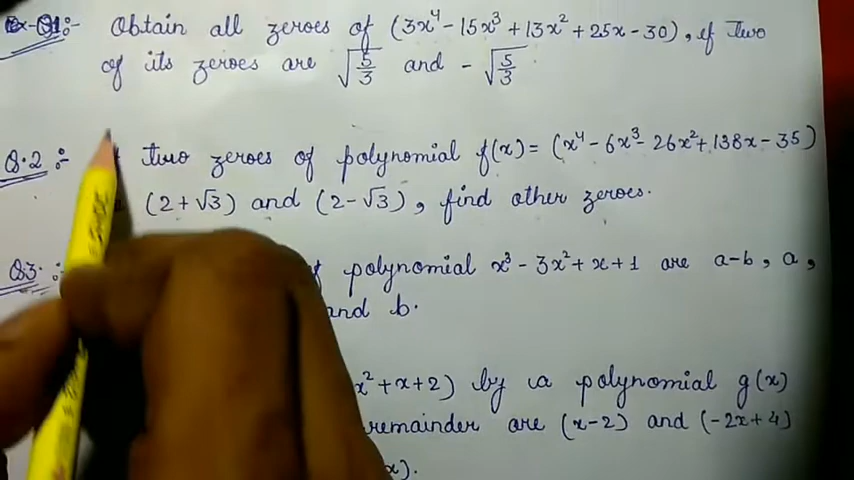 Ex-Q1:- Obtain all zeroes of (3x⁴ - 15x³ + 13x² + 25x - 30), if two
of its zeroes are √(5/3) and - √(5/3)
Q.2:- two zeroes of polynomial f(x) = (x⁴ - 6x³ - 26x² + 138x - 35)
(2+√3) and (2-√3), find other zeroes.
Q3:- polynomial x³ - 3x² + x + 1 are a-b, a,
and b.
x² + x + 2) by a polynomial g(x)
remainder are (x-2) and (-2x+4)
x).